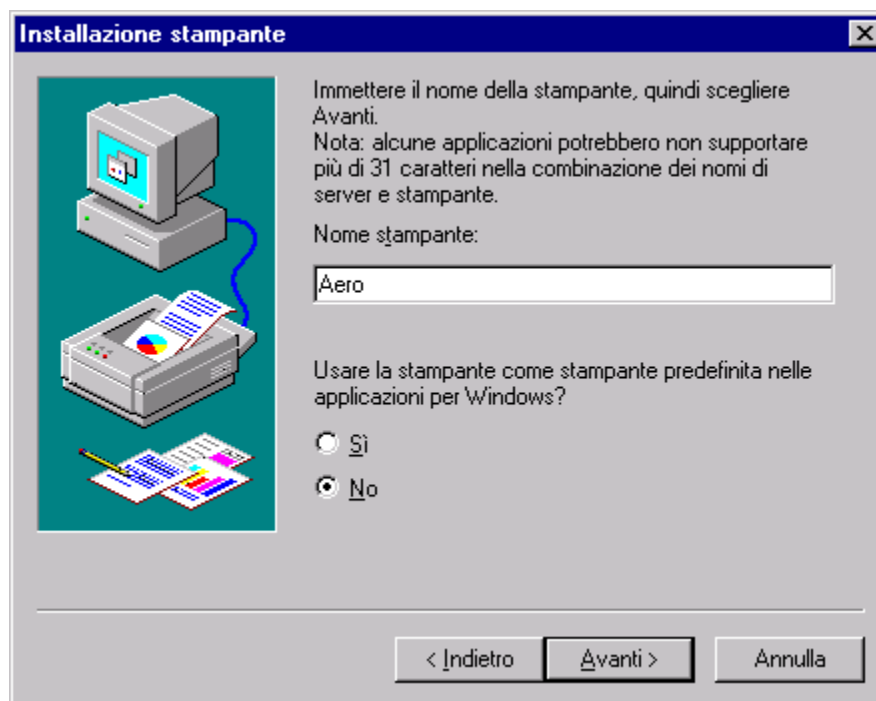 Installazione stampante
Immettere il nome della stampante, quindi scegliere
Avanti.
Nota: alcune applicazioni potrebbero non supportare
più di 31 caratteri nella combinazione dei nomi di
server e stampante.
Nome stampante:
Aero
Usare la stampante come stampante predefinita nelle
applicazioni per Windows?
Sì
No
< Indietro
Avanti >
Annulla